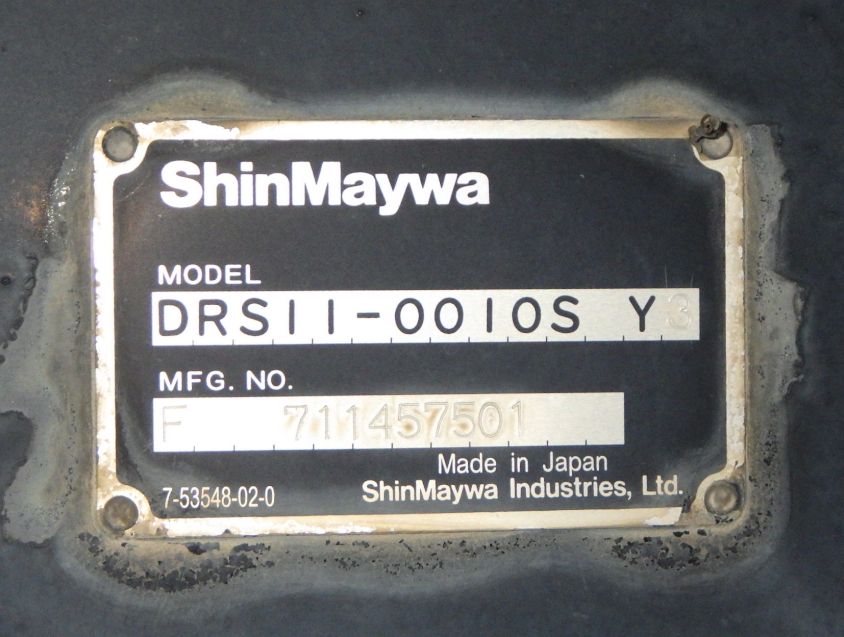 ShinMaywa
MODEL
DRS11-0010S Y3
MFG. NO.
F 711457501
Made in Japan
7-53548-02-0 ShinMaywa Industries, Ltd.